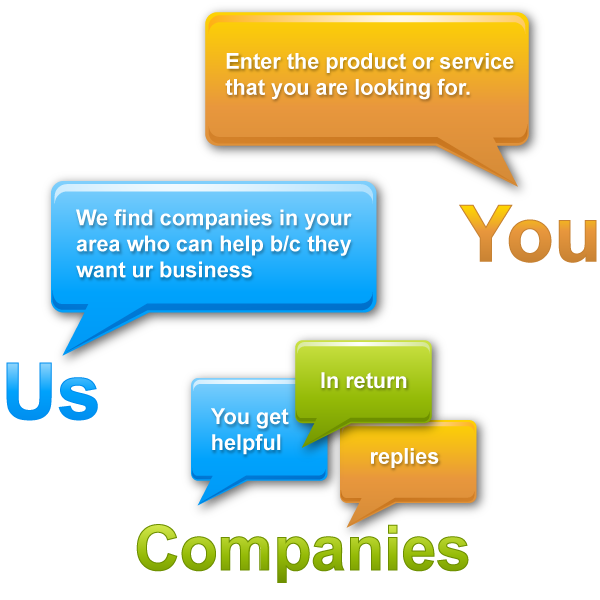 Enter the product or service
that you are looking for.
You
We find companies in your
area who can help b/c they
want ur business
Us
In return
You get
helpful
replies
Companies